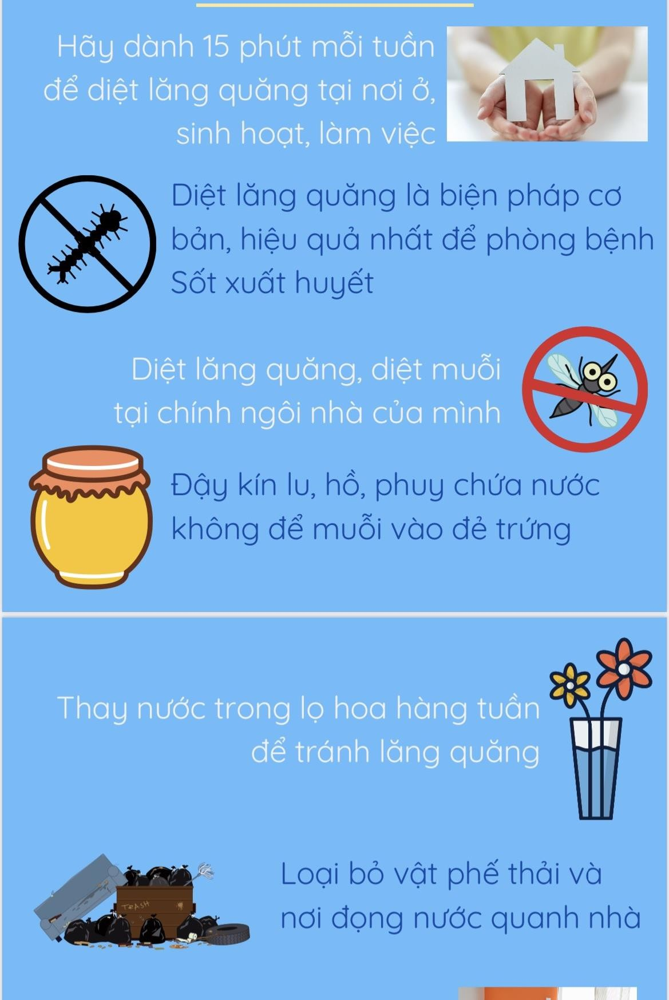 Hãy dành 15 phút mỗi tuần
để diệt lăng quăng tại nơi ở,
sinh hoạt, làm việc
Diệt lăng quăng là biện pháp cơ
bản, hiệu quả nhất để phòng bệnh
Sốt xuất huyết
Diệt lăng quăng, diệt muỗi
tại chính ngôi nhà của mình
Đậy kín lu, hồ, phuy chứa nước
không để muỗi vào đẻ trứng
Thay nước trong lọ hoa hàng tuần
để tránh lăng quăng
TRASH
Loại bỏ vật phế thải và
nơi đọng nước quanh nhà